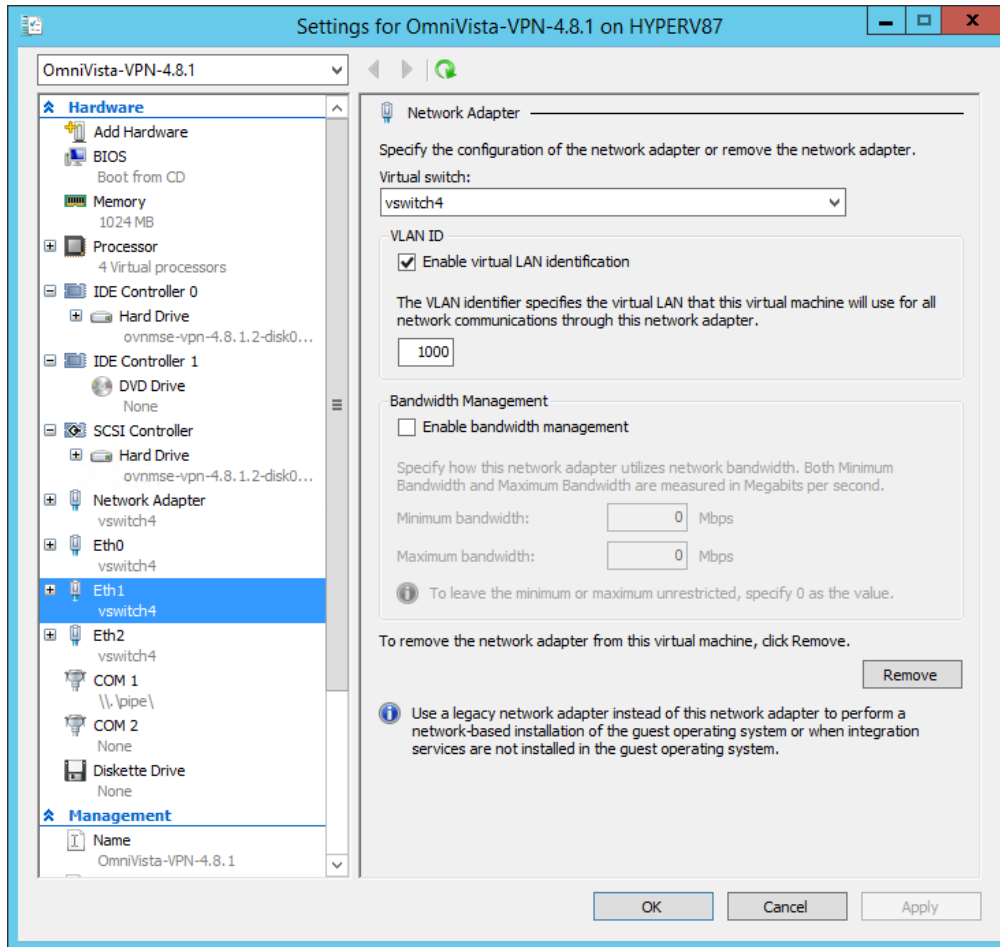 Settings for OmniVista-VPN-4.8.1 on HYPERV87
OmniVista-VPN-4.8.1
Hardware
Add Hardware
BIOS
Boot from CD
Memory
1024 MB
Processor
4 Virtual processors
IDE Controller 0
Hard Drive
ovnmse-vpn-4.8.1.2-disk0...
IDE Controller 1
DVD Drive
None
SCSI Controller
Hard Drive
ovnmse-vpn-4.8.1.2-disk0...
Network Adapter
vswitch4
Eth0
vswitch4
Eth1
vswitch4
Eth2
vswitch4
COM 1
\\.\pipe\
COM 2
None
Diskette Drive
None
Management
Name
OmniVista-VPN-4.8.1
Network Adapter
Specify the configuration of the network adapter or remove the network adapter.
Virtual switch:
vswitch4
VLAN ID
Enable virtual LAN identification
The VLAN identifier specifies the virtual LAN that this virtual machine will use for all
network communications through this network adapter.
1000
Bandwidth Management
Enable bandwidth management
Specify how this network adapter utilizes network bandwidth. Both Minimum
Bandwidth and Maximum Bandwidth are measured in Megabits per second.
Minimum bandwidth: 0 Mbps
Maximum bandwidth: 0 Mbps
To leave the minimum or maximum unrestricted, specify 0 as the value.
To remove the network adapter from this virtual machine, click Remove.
Remove
Use a legacy network adapter instead of this network adapter to perform a
network-based installation of the guest operating system or when integration
services are not installed in the guest operating system.
OK Cancel Apply